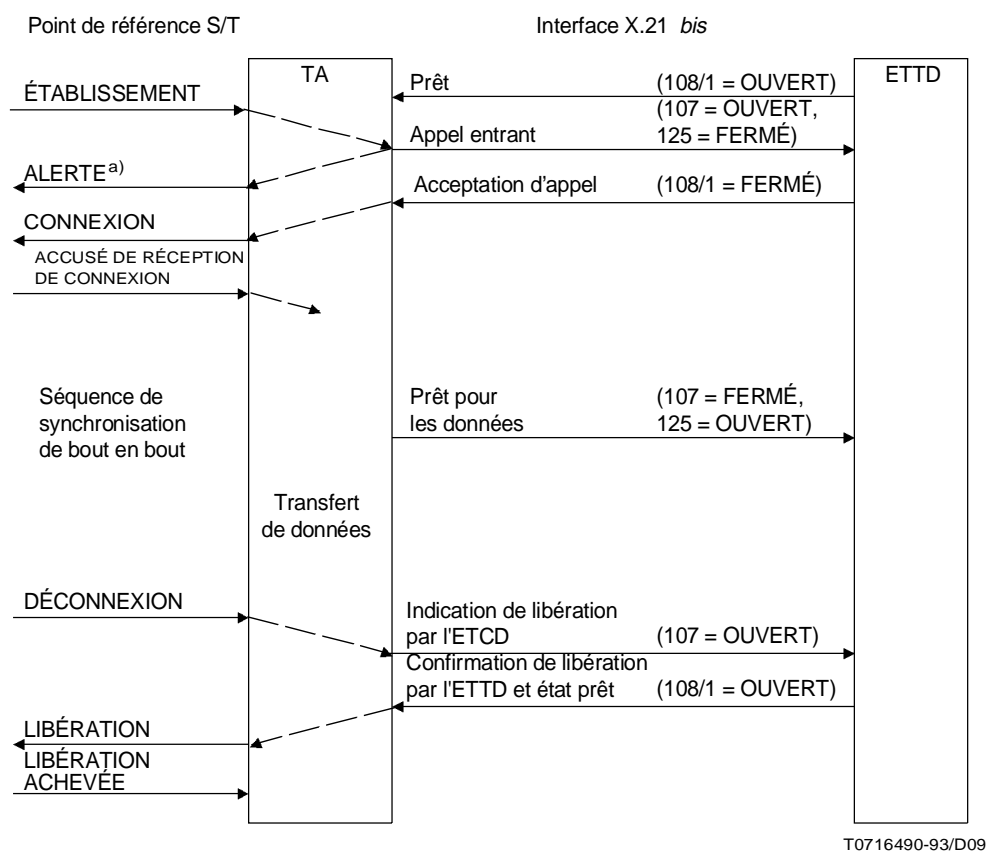 Point de référence S/T
Interface X.21 bis
TA
ETTD
Prêt (108/1 = OUVERT)
ÉTABLISSEMENT
(107 = OUVERT,
Appel entrant 125 = FERMÉ)
ALERTEa)
Acceptation d'appel (108/1 = FERMÉ)
CONNEXION
ACCUSÉ DE RÉCEPTION
DE CONNEXION
Séquence de
synchronisation
de bout en bout
Prêt pour (107 = FERMÉ,
les données 125 = OUVERT)
Transfert
de données
DÉCONNEXION
Indication de libération
par l'ETCD (107 = OUVERT)
Confirmation de libération
par l'ETTD et état prêt (108/1 = OUVERT)
LIBÉRATION
LIBÉRATION
ACHEVÉE
T0716490-93/D09